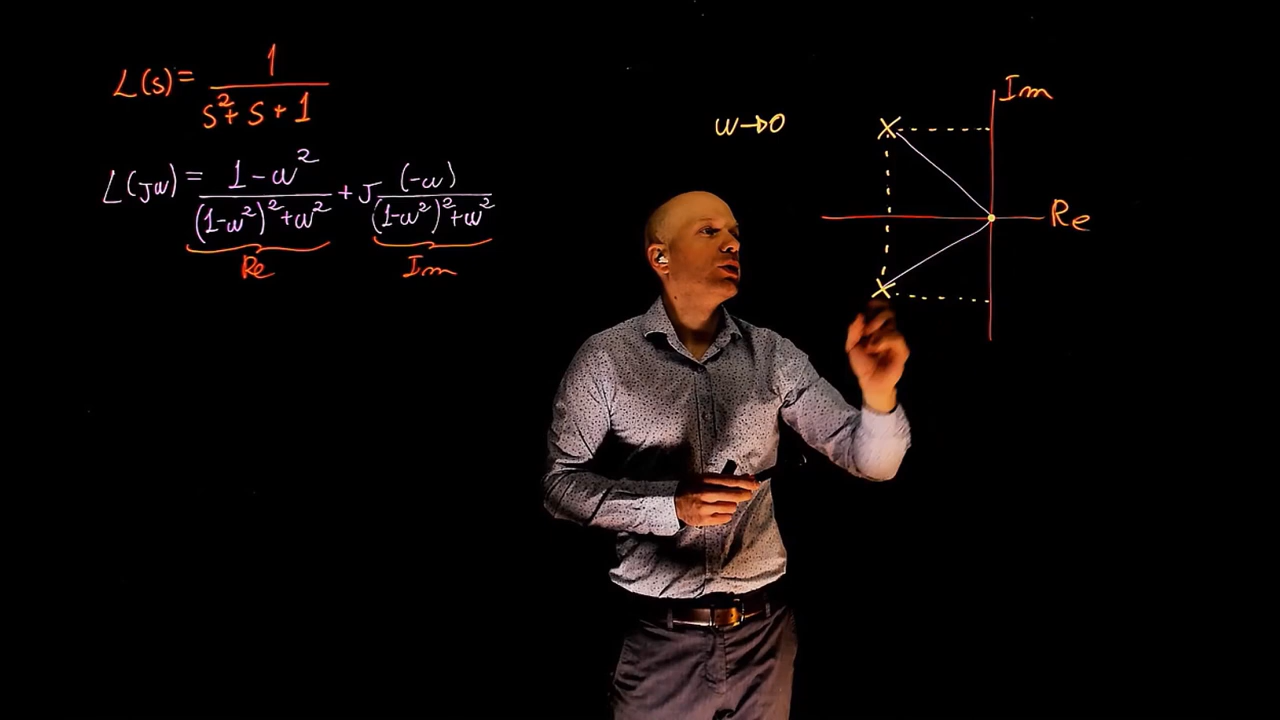 L(s) = 1 / (s² + s + 1)
L(jω) = (1-ω²) / ((1-ω²)² + ω²) + j (-ω) / ((1-ω²)² + ω²)
Re Im
ω→0
Im
Re